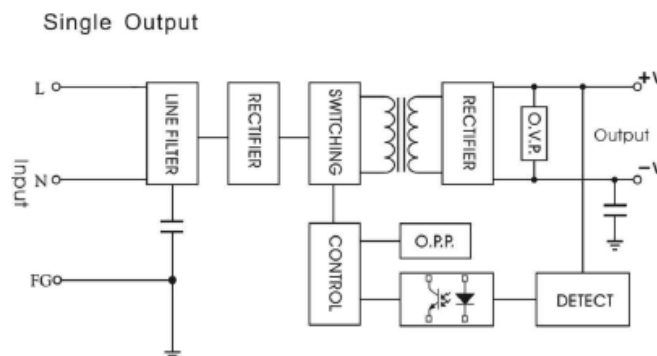 Single Output
L
N
FG
Input
LINE FILTER
RECTIFIER
SWITCHING
RECTIFIER
O.V.P.
+V
Output
-V
CONTROL
O.P.P.
DETECT